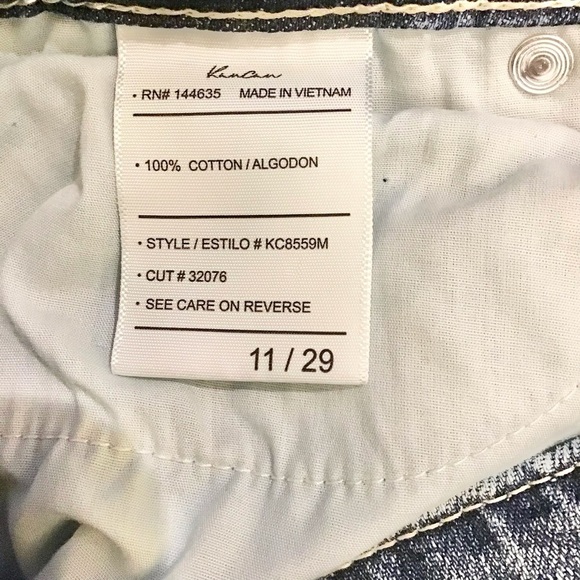 KanCan
• RN# 144635 MADE IN VIETNAM
• 100% COTTON / ALGODON
• STYLE / ESTILO # KC8559M
• CUT # 32076
• SEE CARE ON REVERSE
11 / 29